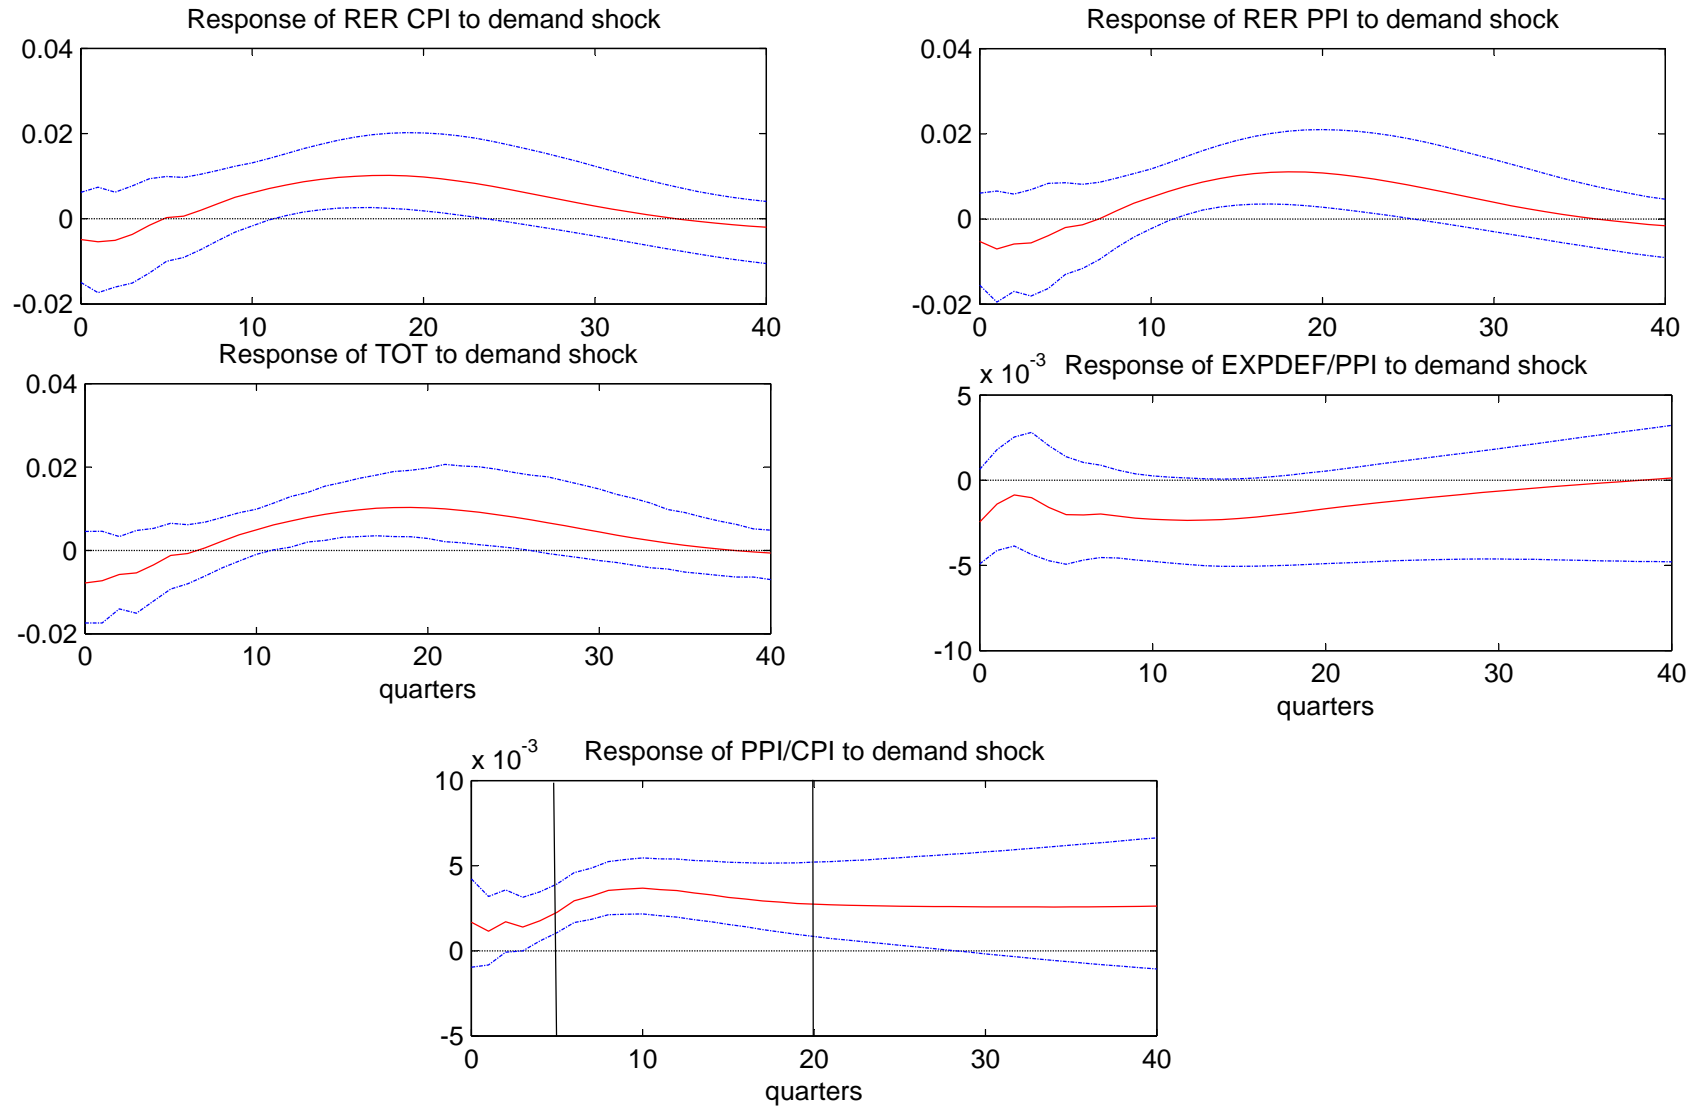 Response of RER CPI to demand shock
0.04
0.02
0
-0.02
0 10 20 30 40
Response of RER PPI to demand shock
0.04
0.02
0
-0.02
0 10 20 30 40
Response of TOT to demand shock
0.04
0.02
0
-0.02
0 10 20 30 40
quarters
x 10^-3 Response of EXPDEF/PPI to demand shock
5
0
-5
-10
0 10 20 30 40
quarters
x 10^-3 Response of PPI/CPI to demand shock
10
5
0
-5
0 10 20 30 40
quarters